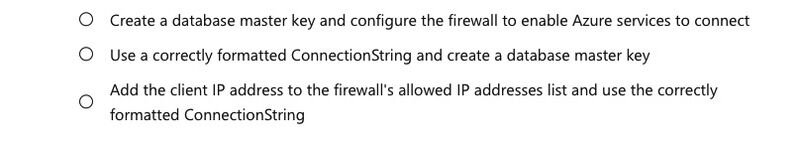 Create a database master key and configure the firewall to enable Azure services to connect
Use a correctly formatted ConnectionString and create a database master key
Add the client IP address to the firewall's allowed IP addresses list and use the correctly
formatted ConnectionString